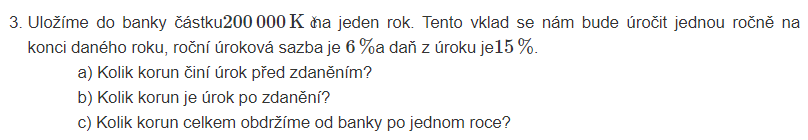 3. Uložíme do banky částku200 000 Kč na jeden rok. Tento vklad se nám bude úročit jednou ročně na
konci daného roku, roční úroková sazba je 6 %a daň z úroku je15 %.
a) Kolik korun činí úrok před zdaněním?
b) Kolik korun je úrok po zdanění?
c) Kolik korun celkem obdržíme od banky po jednom roce?